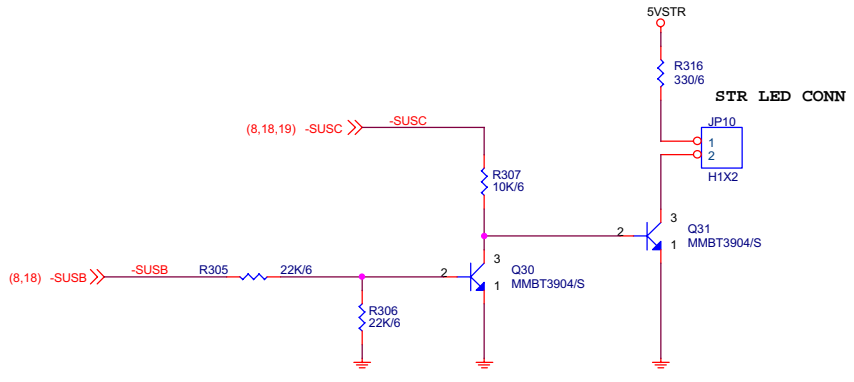 5VSTR
R316
330/6
STR LED CONN
JP10
1
2
H1X2
(8,18,19) -SUSC
-SUSC
R307
10K/6
3
2
Q31
1
MMBT3904/S
(8,18) -SUSB
-SUSB
R305
22K/6
3
2
Q30
1
MMBT3904/S
R306
22K/6